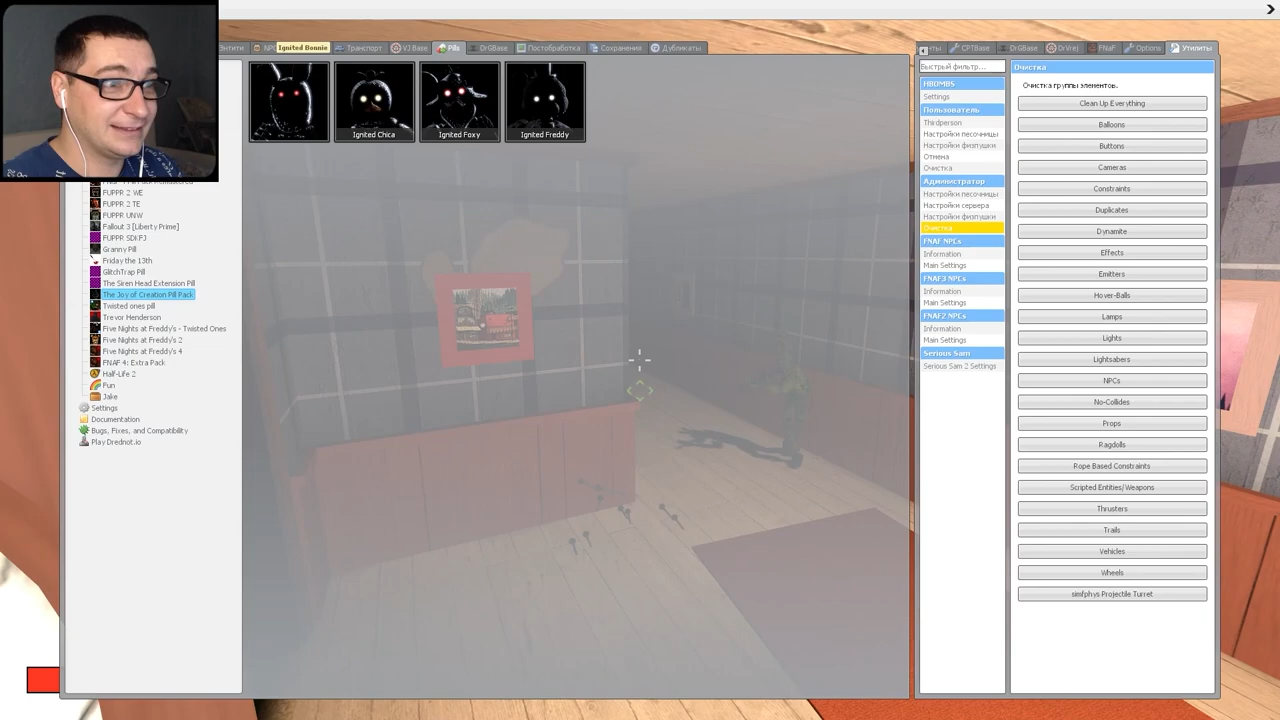 нтити
NPC
Ignited Bonnie
Транспорт
VJ Base
Pills
DrGBase
Постобработка
Сохранения
Дубликаты
Ignited Chica
Ignited Foxy
Ignited Freddy
FUPPR 2 WE
FUPPR 2 TE
FUPPR UNW
Fallout 3 [Liberty Prime]
FUPPR SDI:FJ
Granny Pill
Friday the 13th
GlitchTrap Pill
The Siren Head Extension Pill
The Joy of Creation Pill Pack
Twisted ones pill
Trevor Henderson
Five Nights at Freddy's - Twisted Ones
Five Nights at Freddy's 2
Five Nights at Freddy's 4
FNAF 4: Extra Pack
Half-Life 2
Fun
Jake
Settings
Documentation
Bugs, Fixes, and Compatibility
Play Drednot.io
нты
CPTBase
DrGBase
DrVrej
FNaF
Options
Утилиты
Быстрый фильтр...
HBOMBS
Settings
Пользователь
Thirdperson
Настройки песочницы
Настройки физпушки
Отмена
Очистка
Администратор
Настройки песочницы
Настройки сервера
Настройки физпушки
Очистка
FNAF NPCs
Information
Main Settings
FNAF3 NPCs
Information
Main Settings
FNAF2 NPCs
Information
Main Settings
Serious Sam
Serious Sam 2 Settings
Очистка
Очистка группы элементов.
Clean Up Everything
Balloons
Buttons
Cameras
Constraints
Duplicates
Dynamite
Effects
Emitters
Hover-Balls
Lamps
Lights
Lightsabers
NPCs
No-Collides
Props
Ragdolls
Rope Based Constraints
Scripted Entities/Weapons
Thrusters
Trails
Vehicles
Wheels
simfphys Projectile Turret